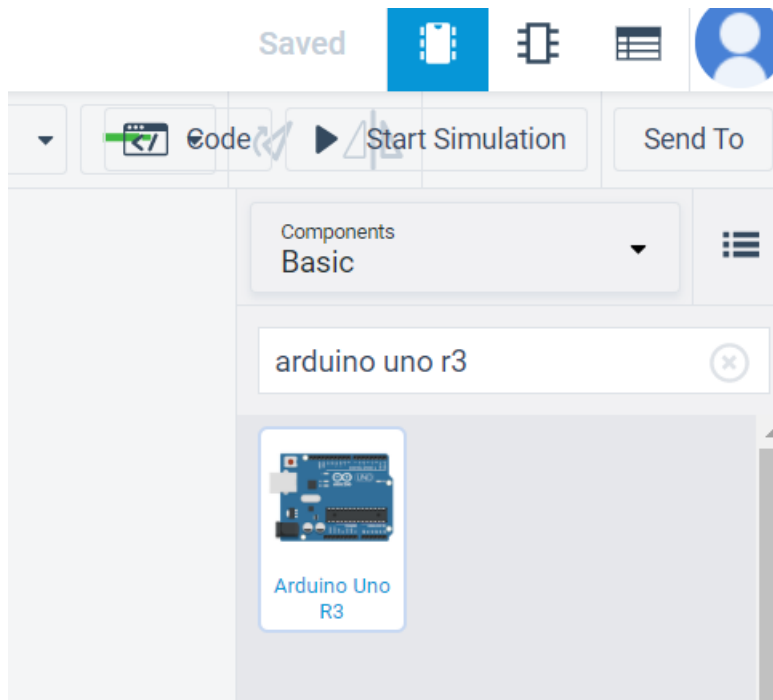 Saved
Code
Start Simulation
Send To
Components
Basic
arduino uno r3
Arduino Uno
R3